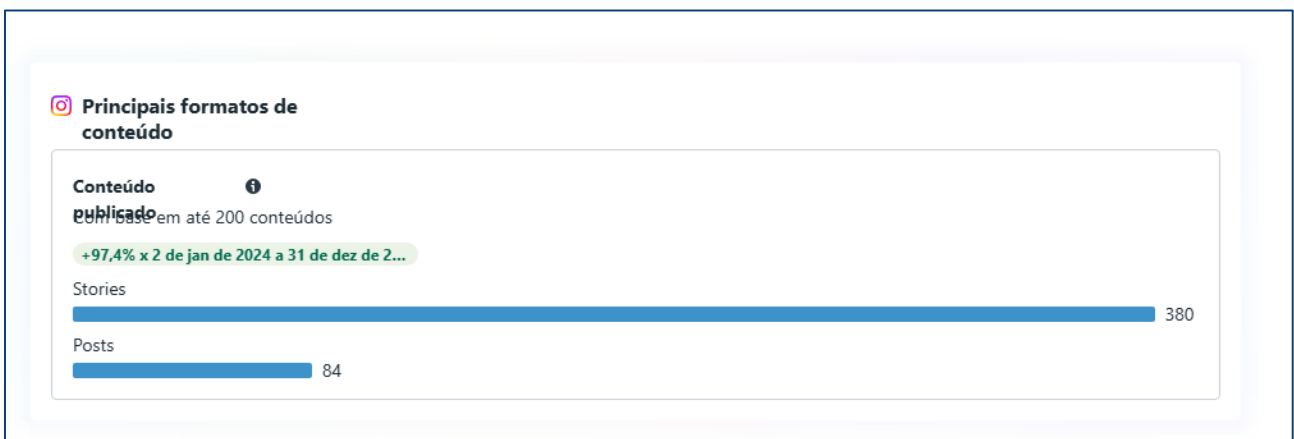 Principais formatos de
conteúdo
Conteúdo
publicado
Com base em até 200 conteúdos
+97,4% x 2 de jan de 2024 a 31 de dez de 2...
Stories
380
Posts
84